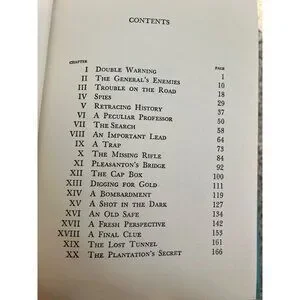 CONTENTS
CHAPTER PAGE
I DOUBLE WARNING 1
II THE GENERAL'S ENEMIES 10
III TROUBLE ON THE ROAD 18
IV SPIES 29
V RETRACING HISTORY 37
VI A PECULIAR PROFESSOR 50
VII THE SEARCH 58
VIII AN IMPORTANT LEAD 64
IX A TRAP 73
X THE MISSING RIFLE 84
XI PLEASANTON'S BRIDGE 92
XII THE CAP BOX 100
XIII DIGGING FOR GOLD 111
XIV A BOMBARDMENT 119
XV A SHOT IN THE DARK 127
XVI AN OLD SAFE 134
XVII A FRESH PERSPECTIVE 142
XVIII A FINAL CLUE 153
XIX THE LOST TUNNEL 161
XX THE PLANTATION'S SECRET 166